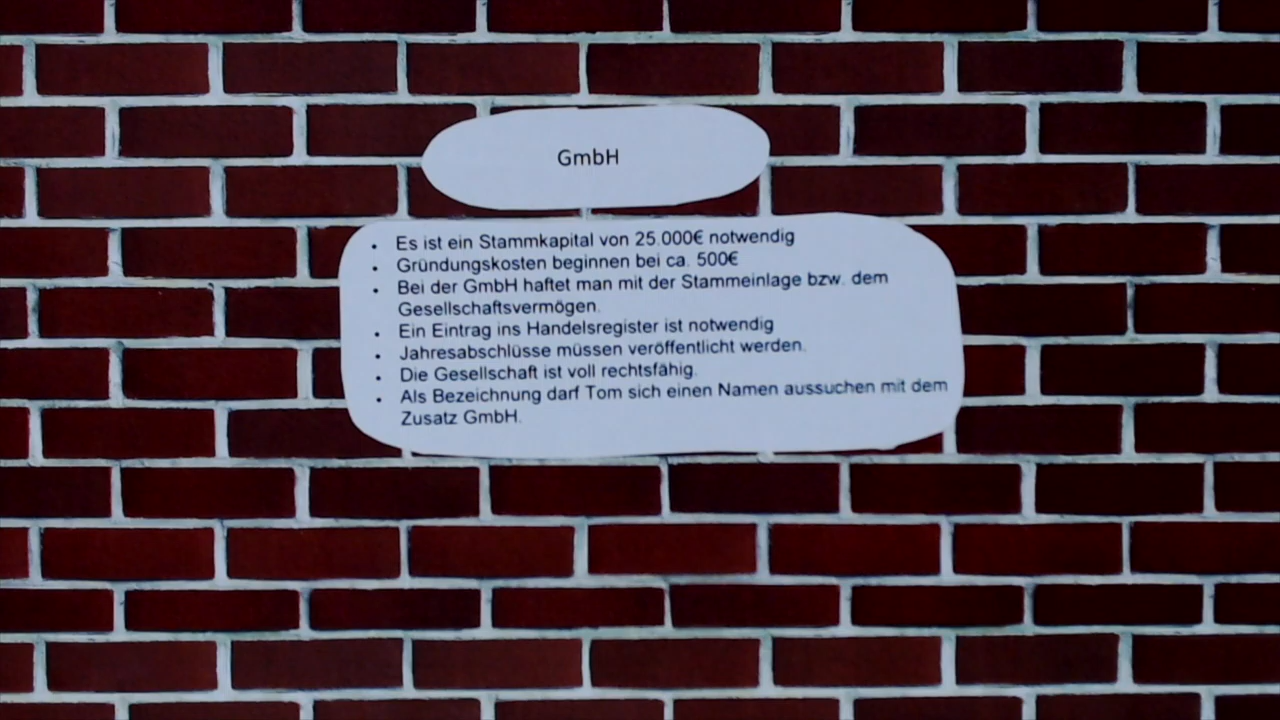 GmbH
• Es ist ein Stammkapital von 25.000€ notwendig
• Gründungskosten beginnen bei ca. 500€
• Bei der GmbH haftet man mit der Stammeinlage bzw. dem
Gesellschaftsvermögen.
• Ein Eintrag ins Handelsregister ist notwendig
• Jahresabschlüsse müssen veröffentlicht werden.
• Die Gesellschaft ist voll rechtsfähig.
• Als Bezeichnung darf Tom sich einen Namen aussuchen mit dem
Zusatz GmbH.